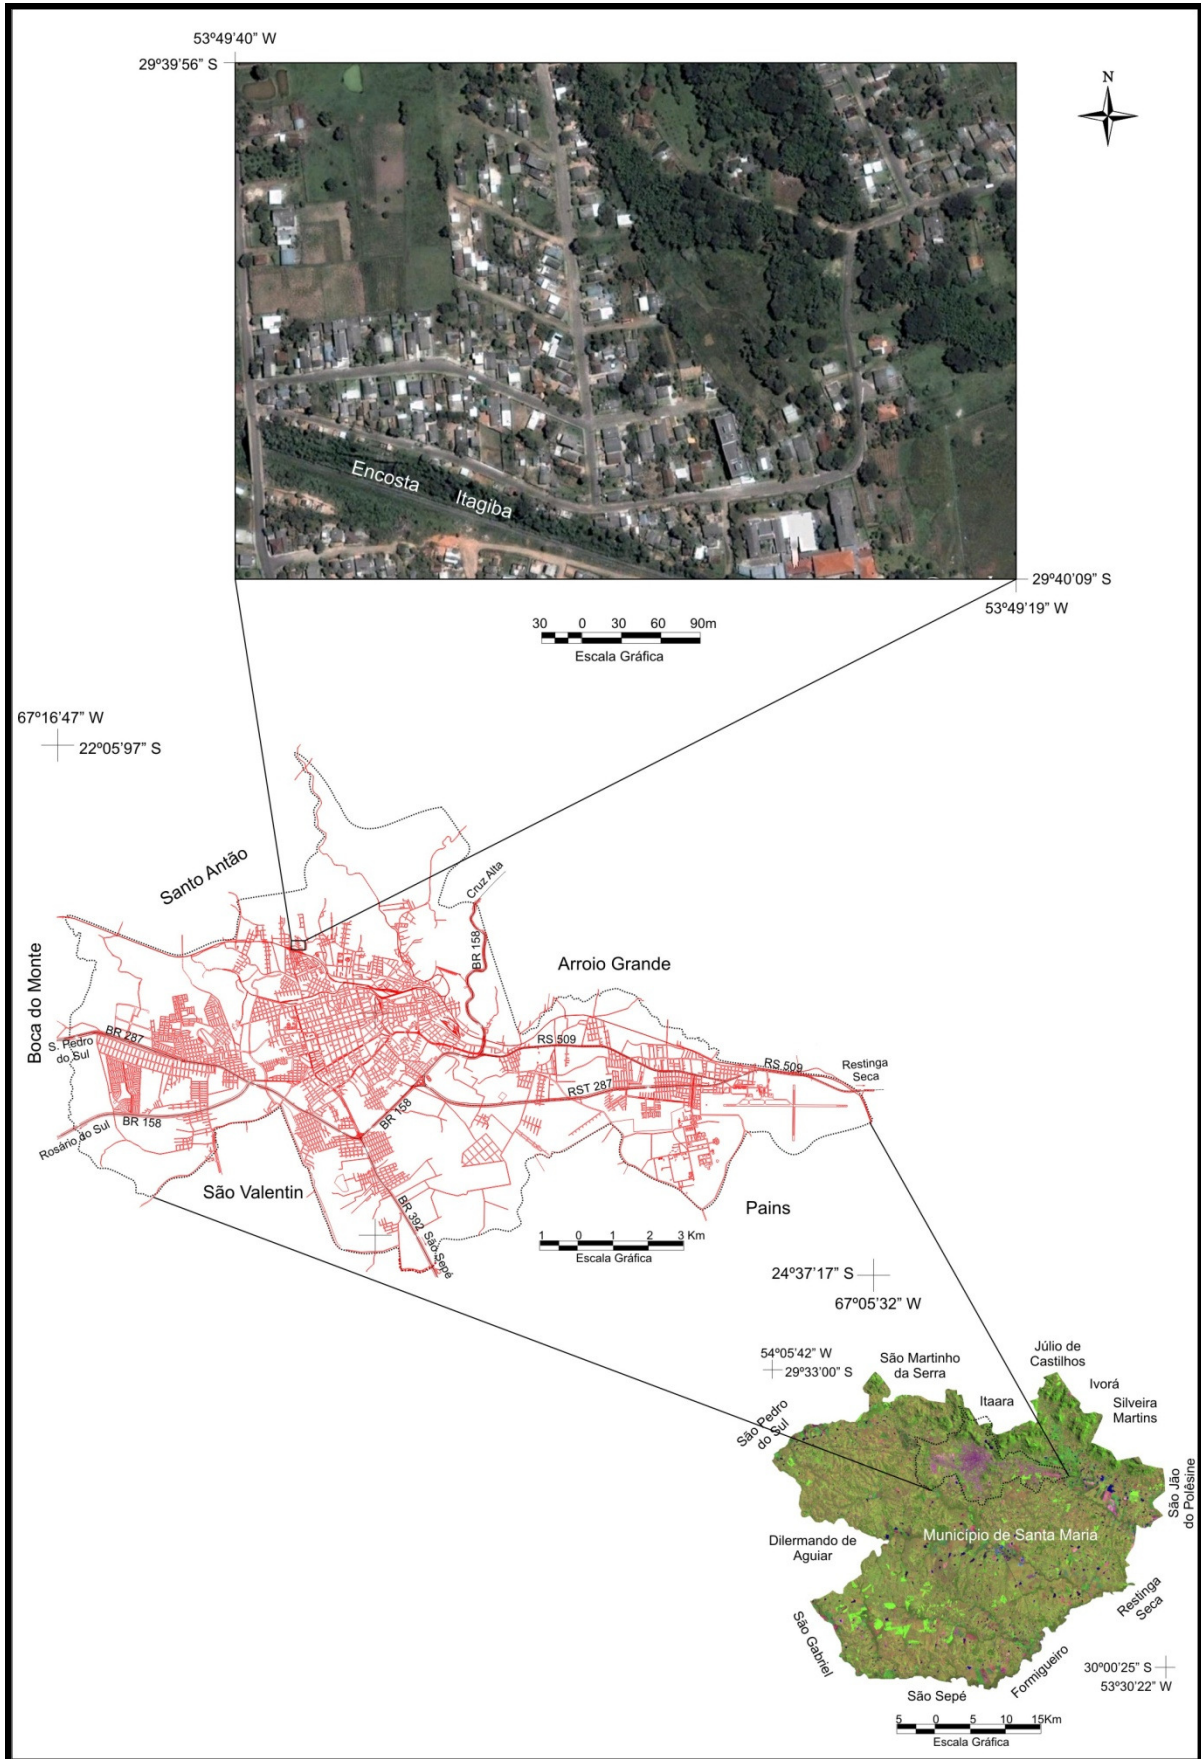 53º49'40" W
29º39'56" S
N
Encosta Itagiba
29º40'09" S
53º49'19" W
30 0 30 60 90m
Escala Gráfica
67º16'47" W
22º05'97" S
Santo Antão
Cruz Alta
BR 158
Arroio Grande
Boca do Monte
BR 287
S. Pedro
do Sul
RS 509
RS 509
Restinga
Seca
RST 287
BR 158
BR 158
Rosário do Sul
São Valentin
BR 392
São Sepé
Pains
1 0 1 2 3 Km
Escala Gráfica
24º37'17" S
67º05'32" W
54º05'42" W
29º33'00" S
São Martinho
da Serra
Júlio de
Castilhos
Itaara
Ivorá
Silveira
Martins
São Pedro
do Sul
São Jão
do Polêsine
Município de Santa Maria
Dilermando de
Aguiar
Restinga
Seca
São Gabriel
Formigueiro
São Sepé
30º00'25" S
53º30'22" W
5 0 5 10 15Km
Escala Gráfica